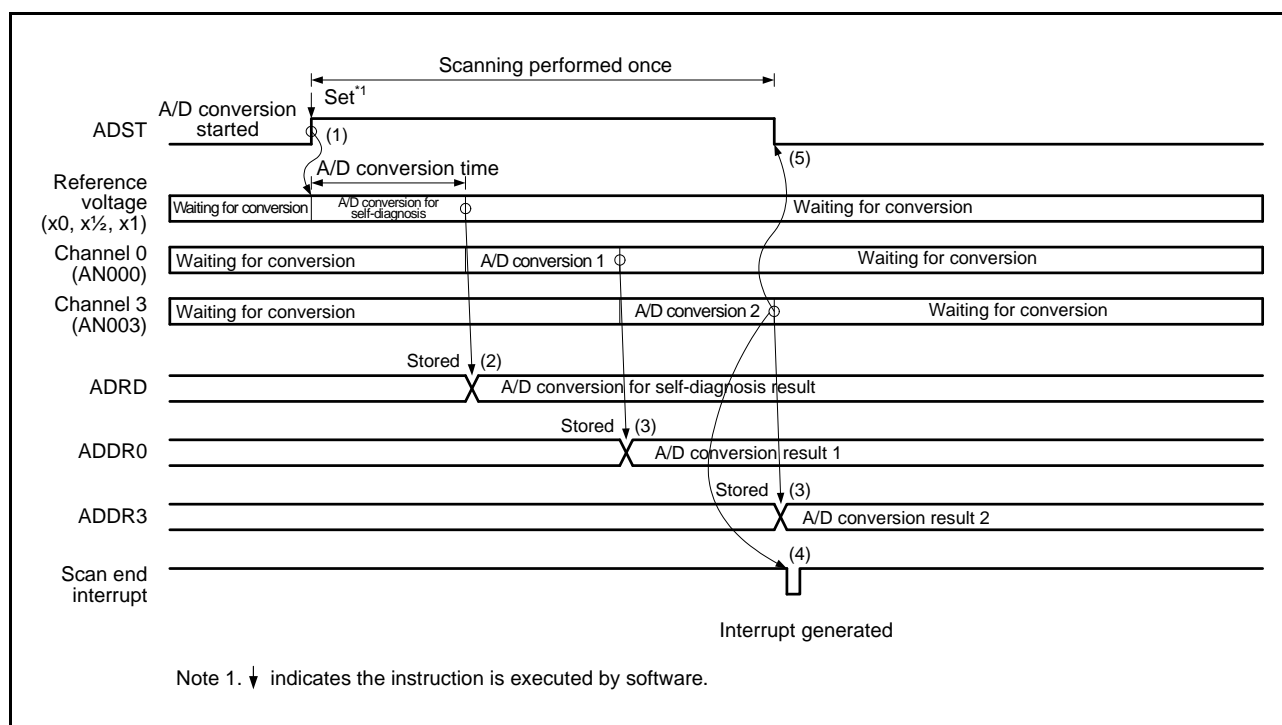 Scanning performed once
Set*1
A/D conversion
started
ADST
(1)
(5)
A/D conversion time
Reference
voltage
(x0, x½, x1)
Waiting for conversion
A/D conversion for
self-diagnosis
Waiting for conversion
Channel 0
(AN000)
Waiting for conversion
A/D conversion 1
Waiting for conversion
Channel 3
(AN003)
Waiting for conversion
A/D conversion 2
Waiting for conversion
Stored
(2)
ADRD
A/D conversion for self-diagnosis result
Stored
(3)
ADDR0
A/D conversion result 1
Stored
(3)
ADDR3
A/D conversion result 2
(4)
Scan end
interrupt
Interrupt generated
Note 1. ↓ indicates the instruction is executed by software.